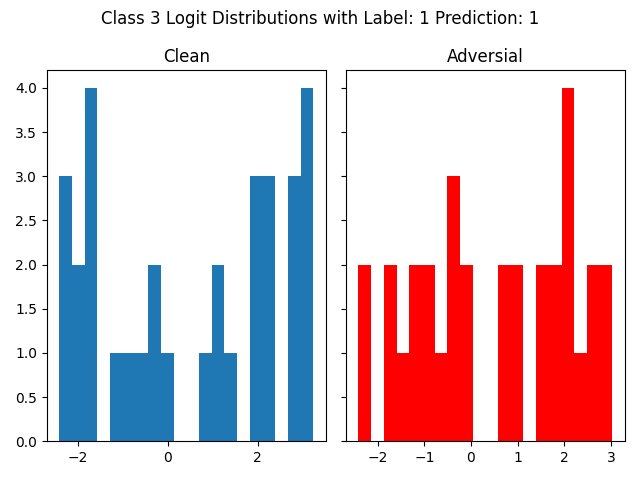 Class 3 Logit Distributions with Label: 1 Prediction: 1
Clean
Adversial
4.0
3.5
3.0
2.5
2.0
1.5
1.0
0.5
0.0
−2 0 2
−2 −1 0 1 2 3